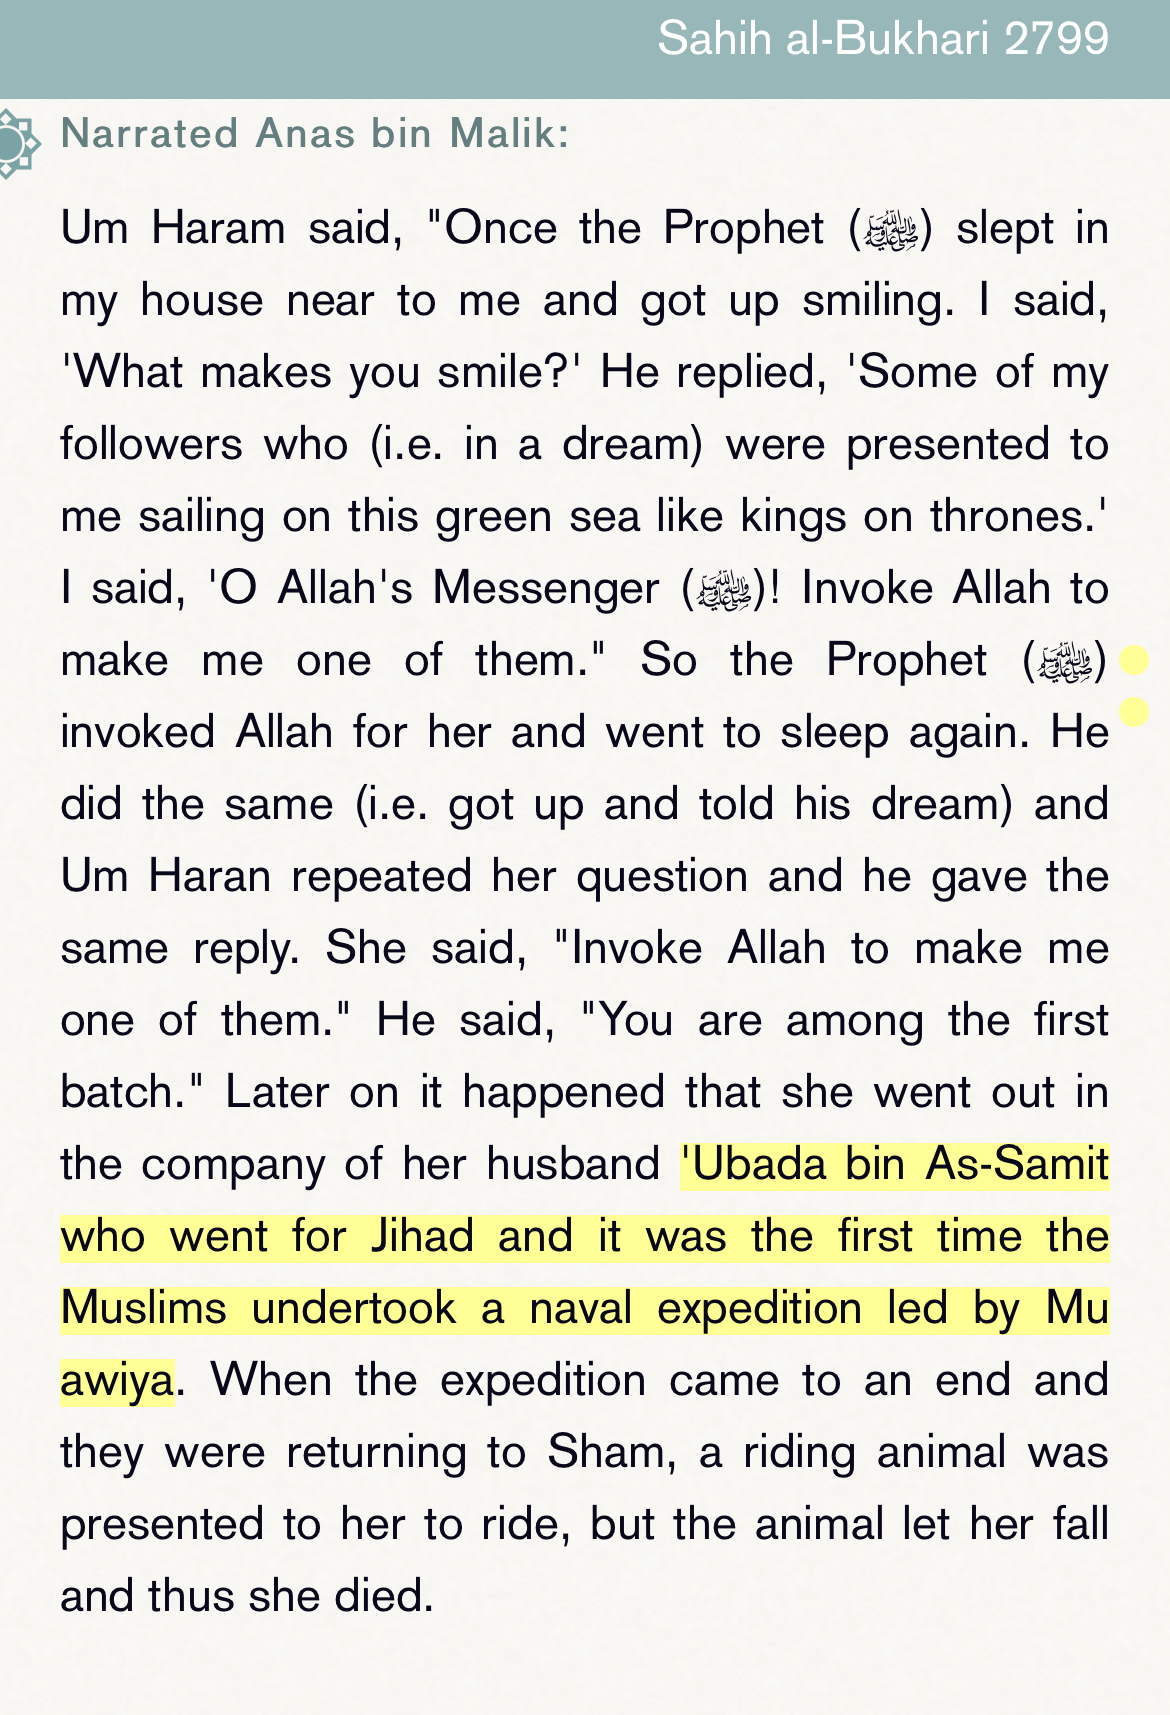 Sahih al-Bukhari 2799
Narrated Anas bin Malik:
Um Haram said, "Once the Prophet (ﷺ) slept in
my house near to me and got up smiling. I said,
'What makes you smile?' He replied, 'Some of my
followers who (i.e. in a dream) were presented to
me sailing on this green sea like kings on thrones.'
I said, 'O Allah's Messenger (ﷺ)! Invoke Allah to
make me one of them." So the Prophet (ﷺ)
invoked Allah for her and went to sleep again. He
did the same (i.e. got up and told his dream) and
Um Haran repeated her question and he gave the
same reply. She said, "Invoke Allah to make me
one of them." He said, "You are among the first
batch." Later on it happened that she went out in
the company of her husband 'Ubada bin As-Samit
who went for Jihad and it was the first time the
Muslims undertook a naval expedition led by Mu
awiya. When the expedition came to an end and
they were returning to Sham, a riding animal was
presented to her to ride, but the animal let her fall
and thus she died.